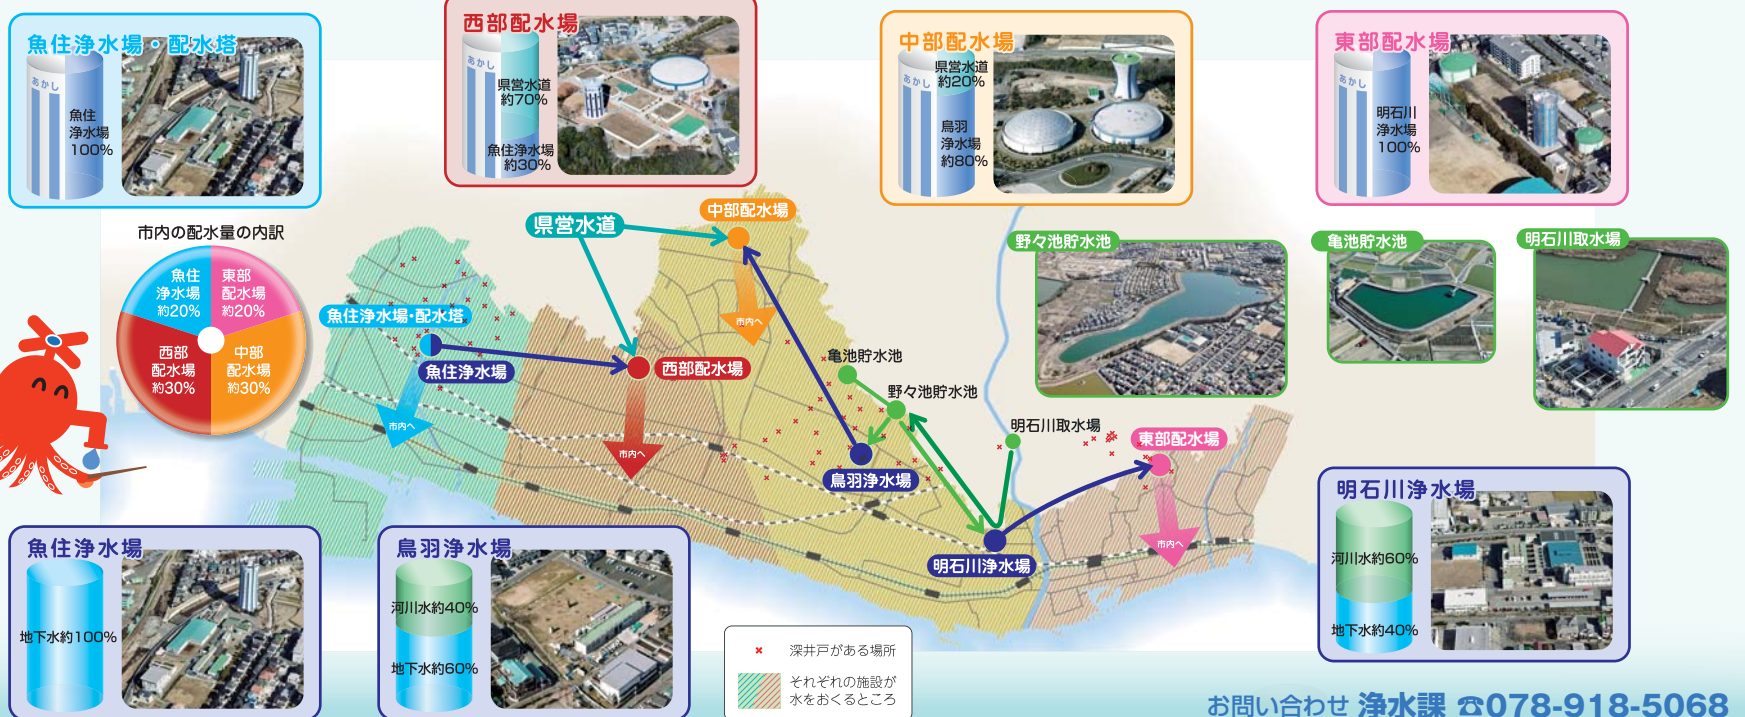 魚住浄水場・配水塔
あかし
魚住
浄水場
100%
西部配水場
あかし
県営水道
約70%
魚住浄水場
約30%
中部配水場
あかし
県営水道
約20%
鳥羽
浄水場
約80%
東部配水場
あかし
明石川
浄水場
100%
市内の配水量の内訳
魚住
浄水場
約20%
東部
配水場
約20%
西部
配水場
約30%
中部
配水場
約30%
県営水道
中部配水場
魚住浄水場・配水塔
魚住浄水場
西部配水場
市内へ
市内へ
市内へ
亀池貯水池
野々池貯水池
明石川取水場
鳥羽浄水場
東部配水場
明石川浄水場
市内へ
野々池貯水池
亀池貯水池
明石川取水場
魚住浄水場
地下水約100%
鳥羽浄水場
河川水約40%
地下水約60%
深井戸がある場所
それぞれの施設が
水をおくるところ
明石川浄水場
河川水約60%
地下水約40%
お問い合わせ 浄水課 ☎078-918-5068